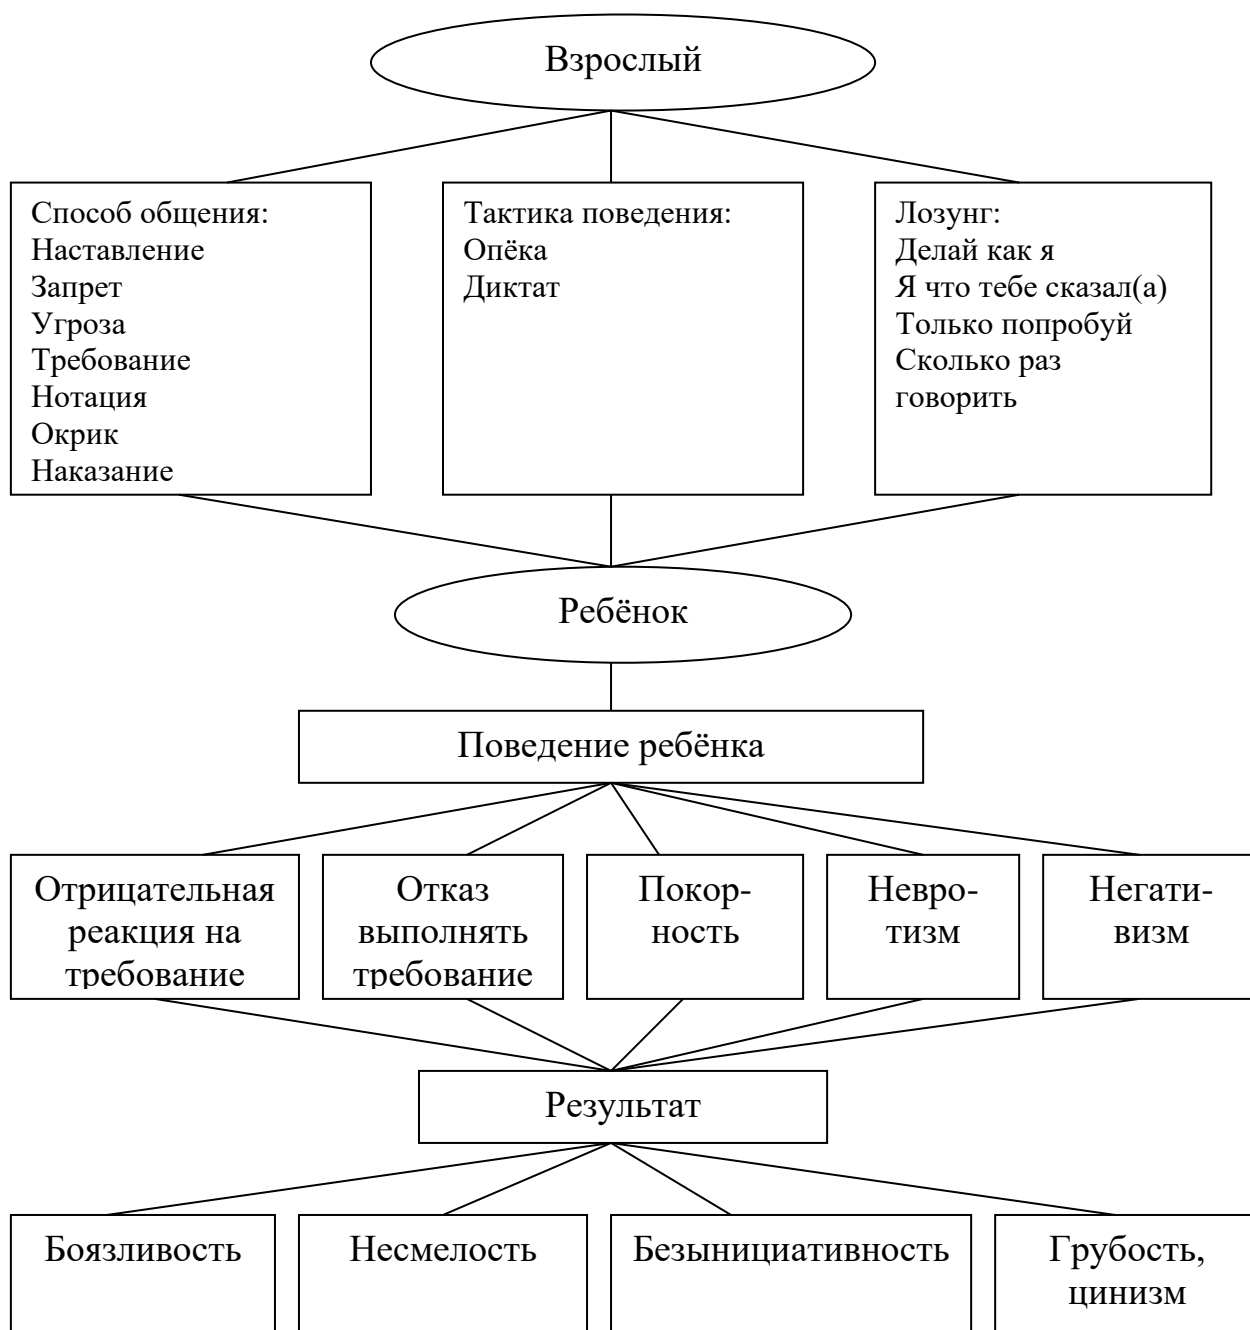 Взрослый
Способ общения:
Наставление
Запрет
Угроза
Требование
Нотация
Окрик
Наказание
Тактика поведения:
Опёка
Диктат
Лозунг:
Делай как я
Я что тебе сказал(а)
Только попробуй
Сколько раз
говорить
Ребёнок
Поведение ребёнка
Отрицательная
реакция на
требование
Отказ
выполнять
требование
Покор-
ность
Невро-
тизм
Негати-
визм
Результат
Боязливость
Несмелость
Безынициативность
Грубость,
цинизм